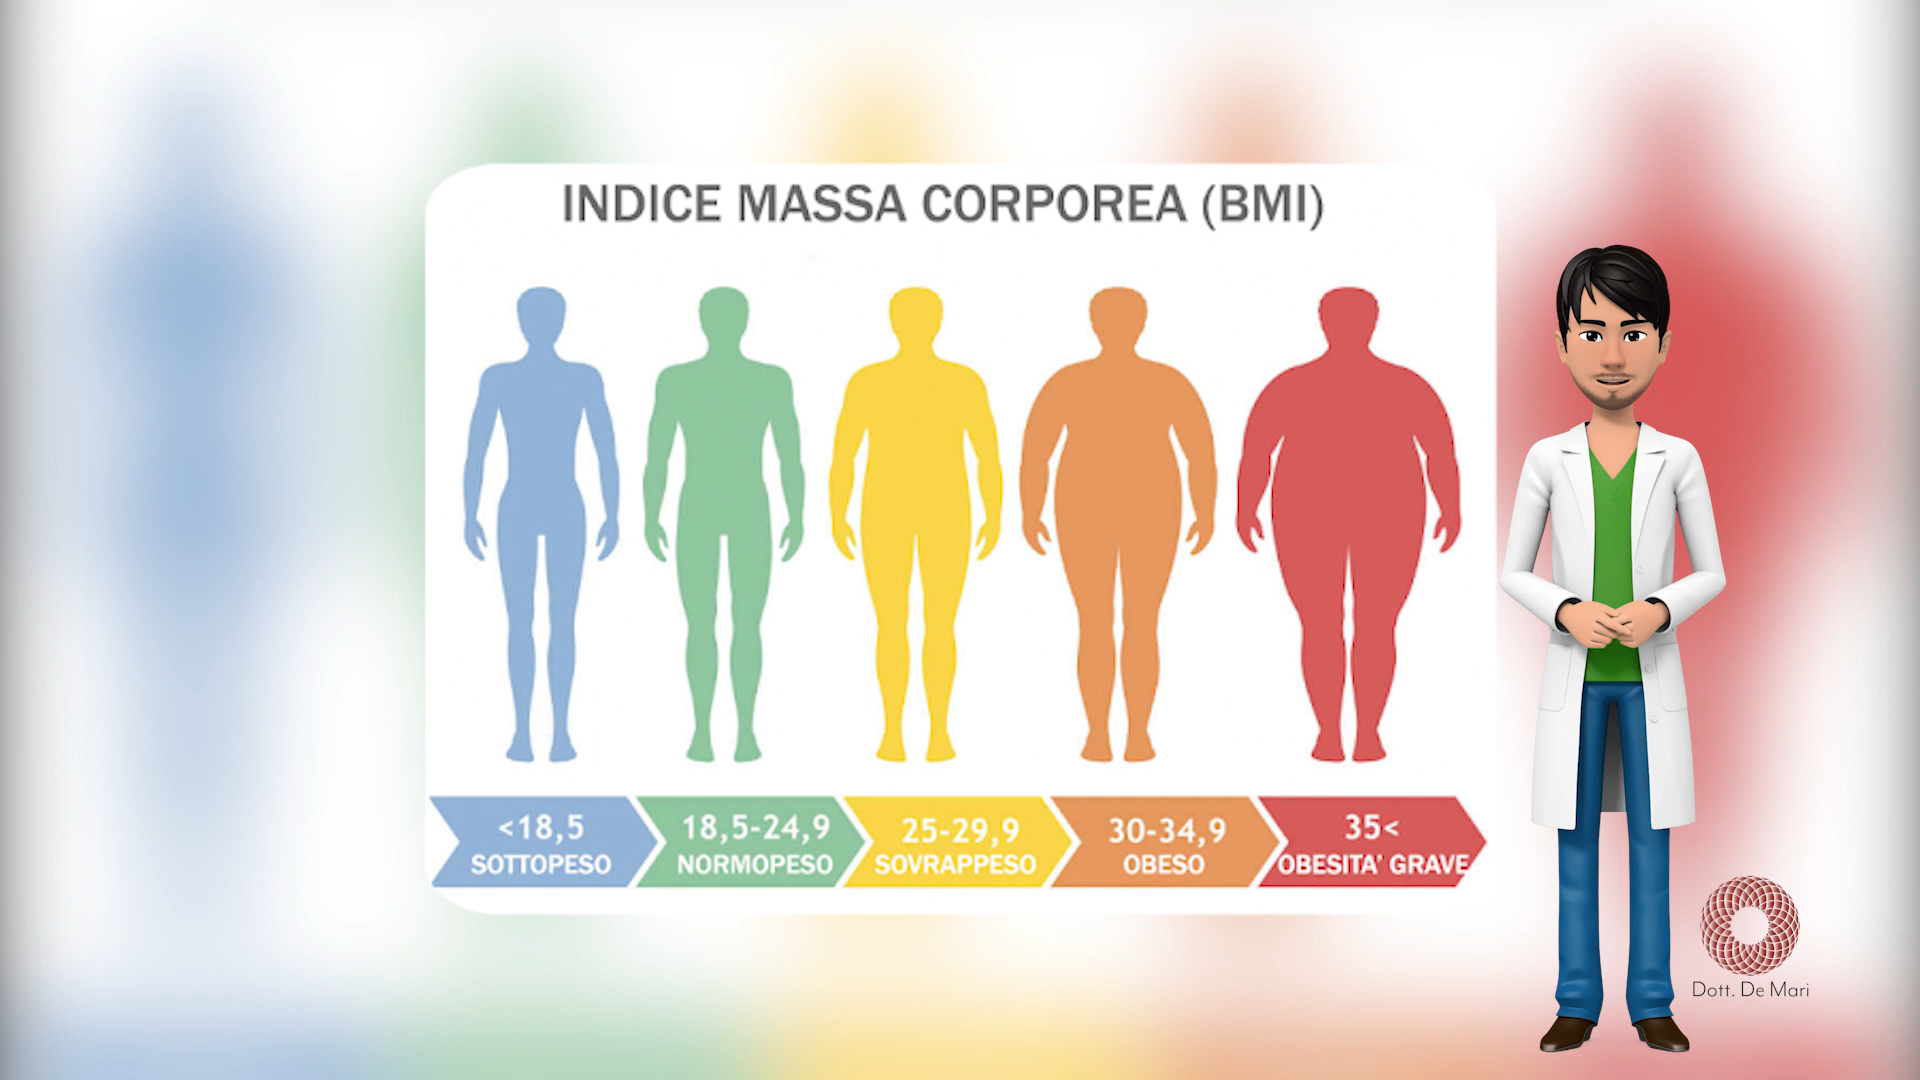 INDICE MASSA CORPOREA (BMI)
<18,5
SOTTOPESO
18,5-24,9
NORMOPESO
25-29,9
SOVRAPPESO
30-34,9
OBESO
35<
OBESITA' GRAVE
Dott. De Mari